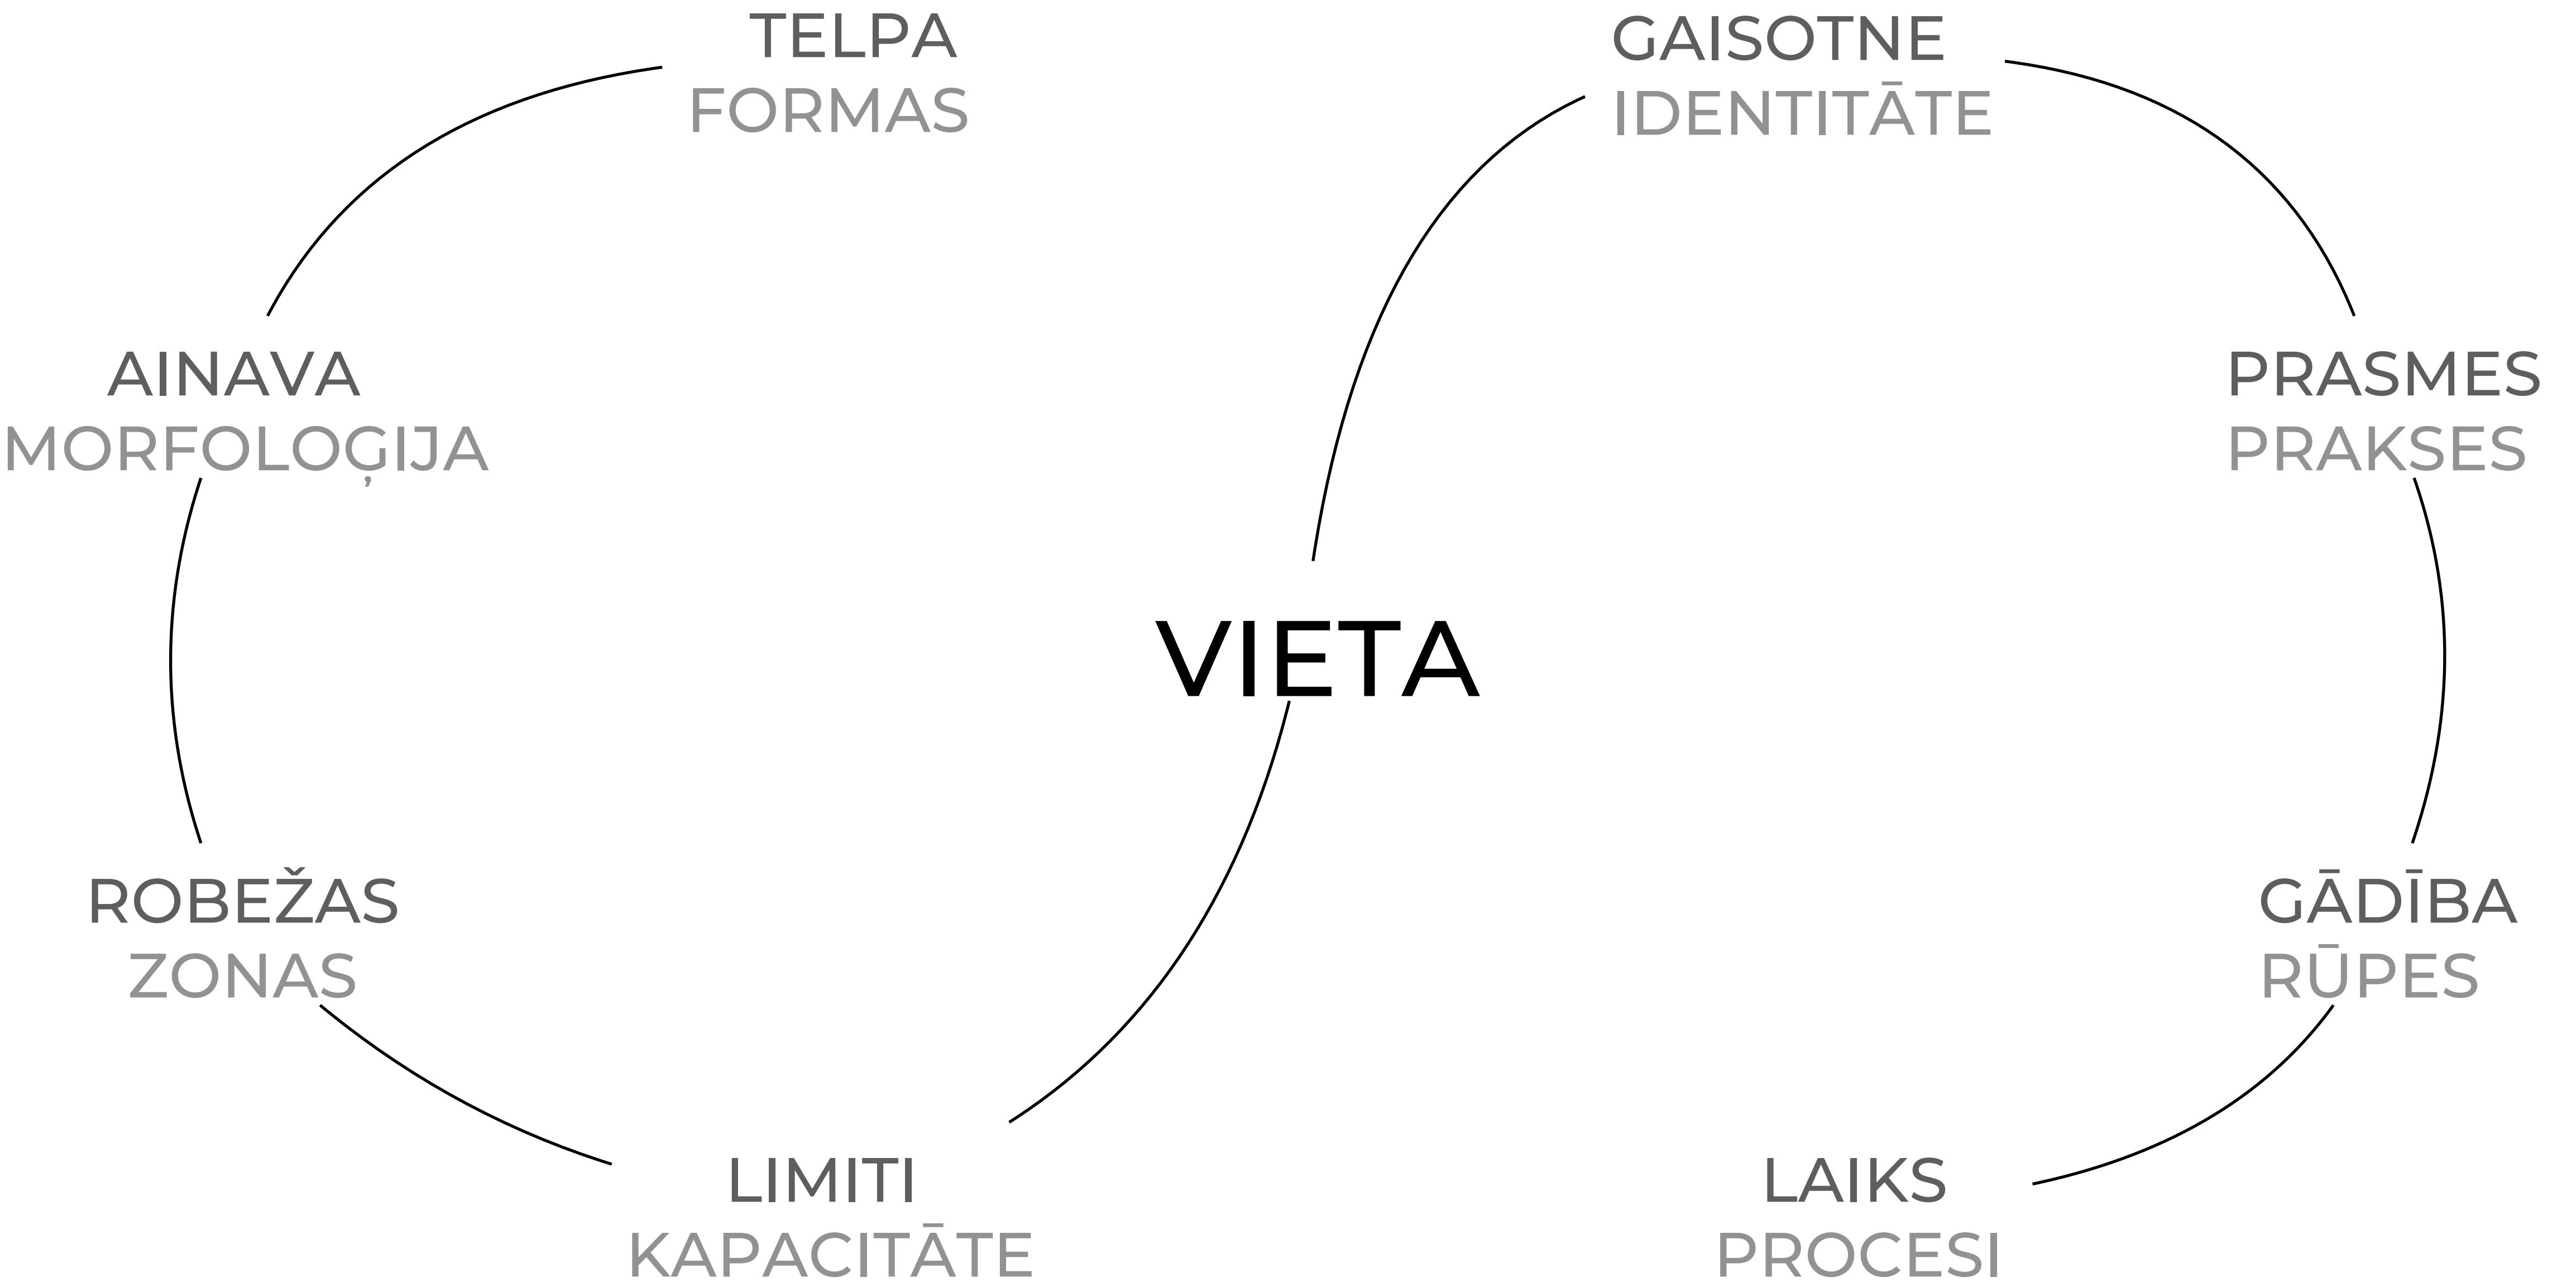 TELPA
FORMAS
GAISOTNE
IDENTITĀTE
AINAVA
MORFOLOĢIJA
PRASMES
PRAKSES
VIETA
ROBEŽAS
ZONAS
GĀDĪBA
RŪPES
LIMITI
KAPACITĀTE
LAIKS
PROCESI